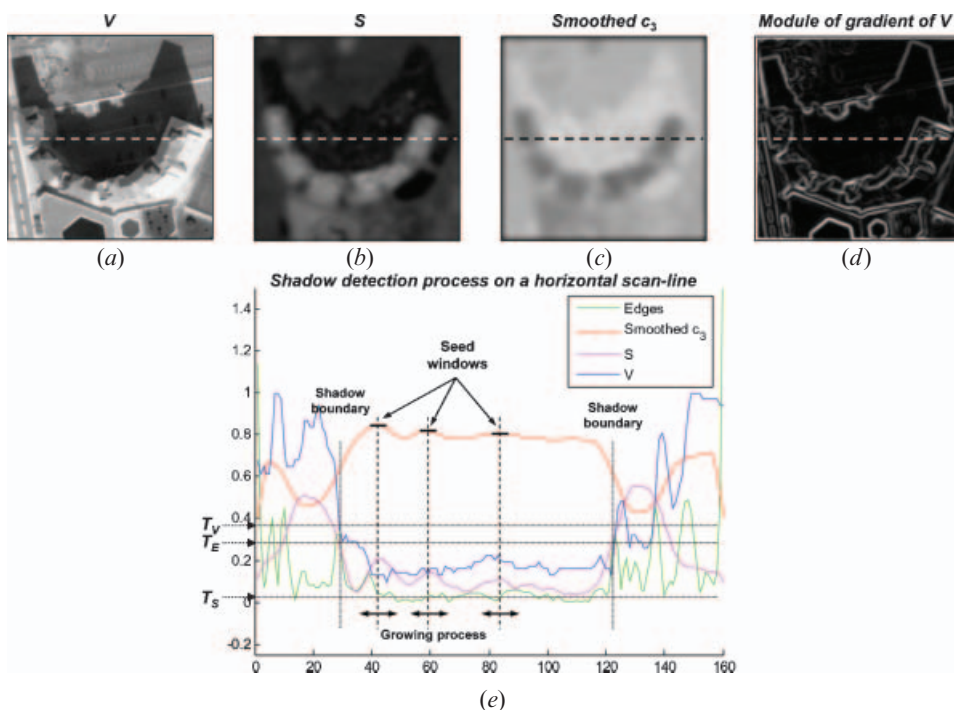 V S Smoothed c3 Module of gradient of V
(a) (b) (c) (d)
Shadow detection process on a horizontal scan-line
Edges
Smoothed c3
S
V
Seed
windows
Shadow
boundary
Shadow
boundary
1.4
1.2
1
0.8
0.6
0.4
TV
TE
0.2
TS
0
-0.2
Growing process
0 20 40 60 80 100 120 140 160
(e)